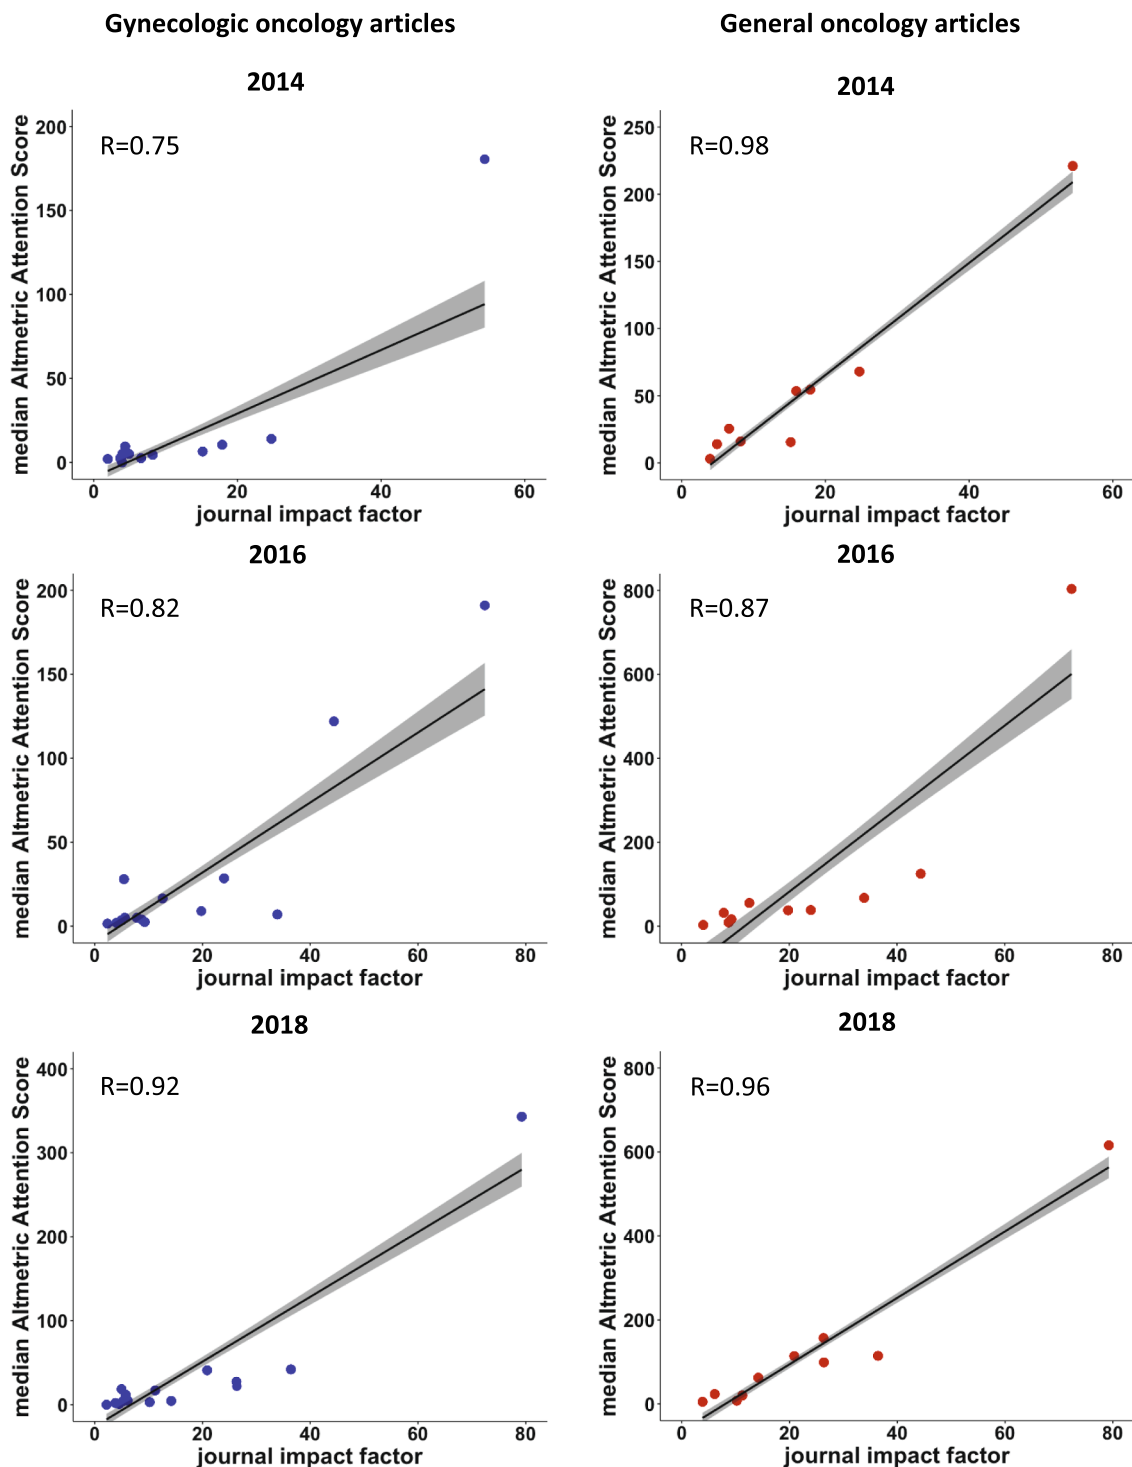 Gynecologic oncology articles
General oncology articles
2014
R=0.75
median Altmetric Attention Score
200
150
100
50
0
0 20 40 60
journal impact factor
2014
R=0.98
median Altmetric Attention Score
250
200
150
100
50
0
0 20 40 60
journal impact factor
2016
R=0.82
median Altmetric Attention Score
200
150
100
50
0
0 20 40 60 80
journal impact factor
2016
R=0.87
median Altmetric Attention Score
800
600
400
200
0
0 20 40 60 80
journal impact factor
2018
R=0.92
median Altmetric Attention Score
400
300
200
100
0
0 20 40 60 80
journal impact factor
2018
R=0.96
median Altmetric Attention Score
800
600
400
200
0
0 20 40 60 80
journal impact factor